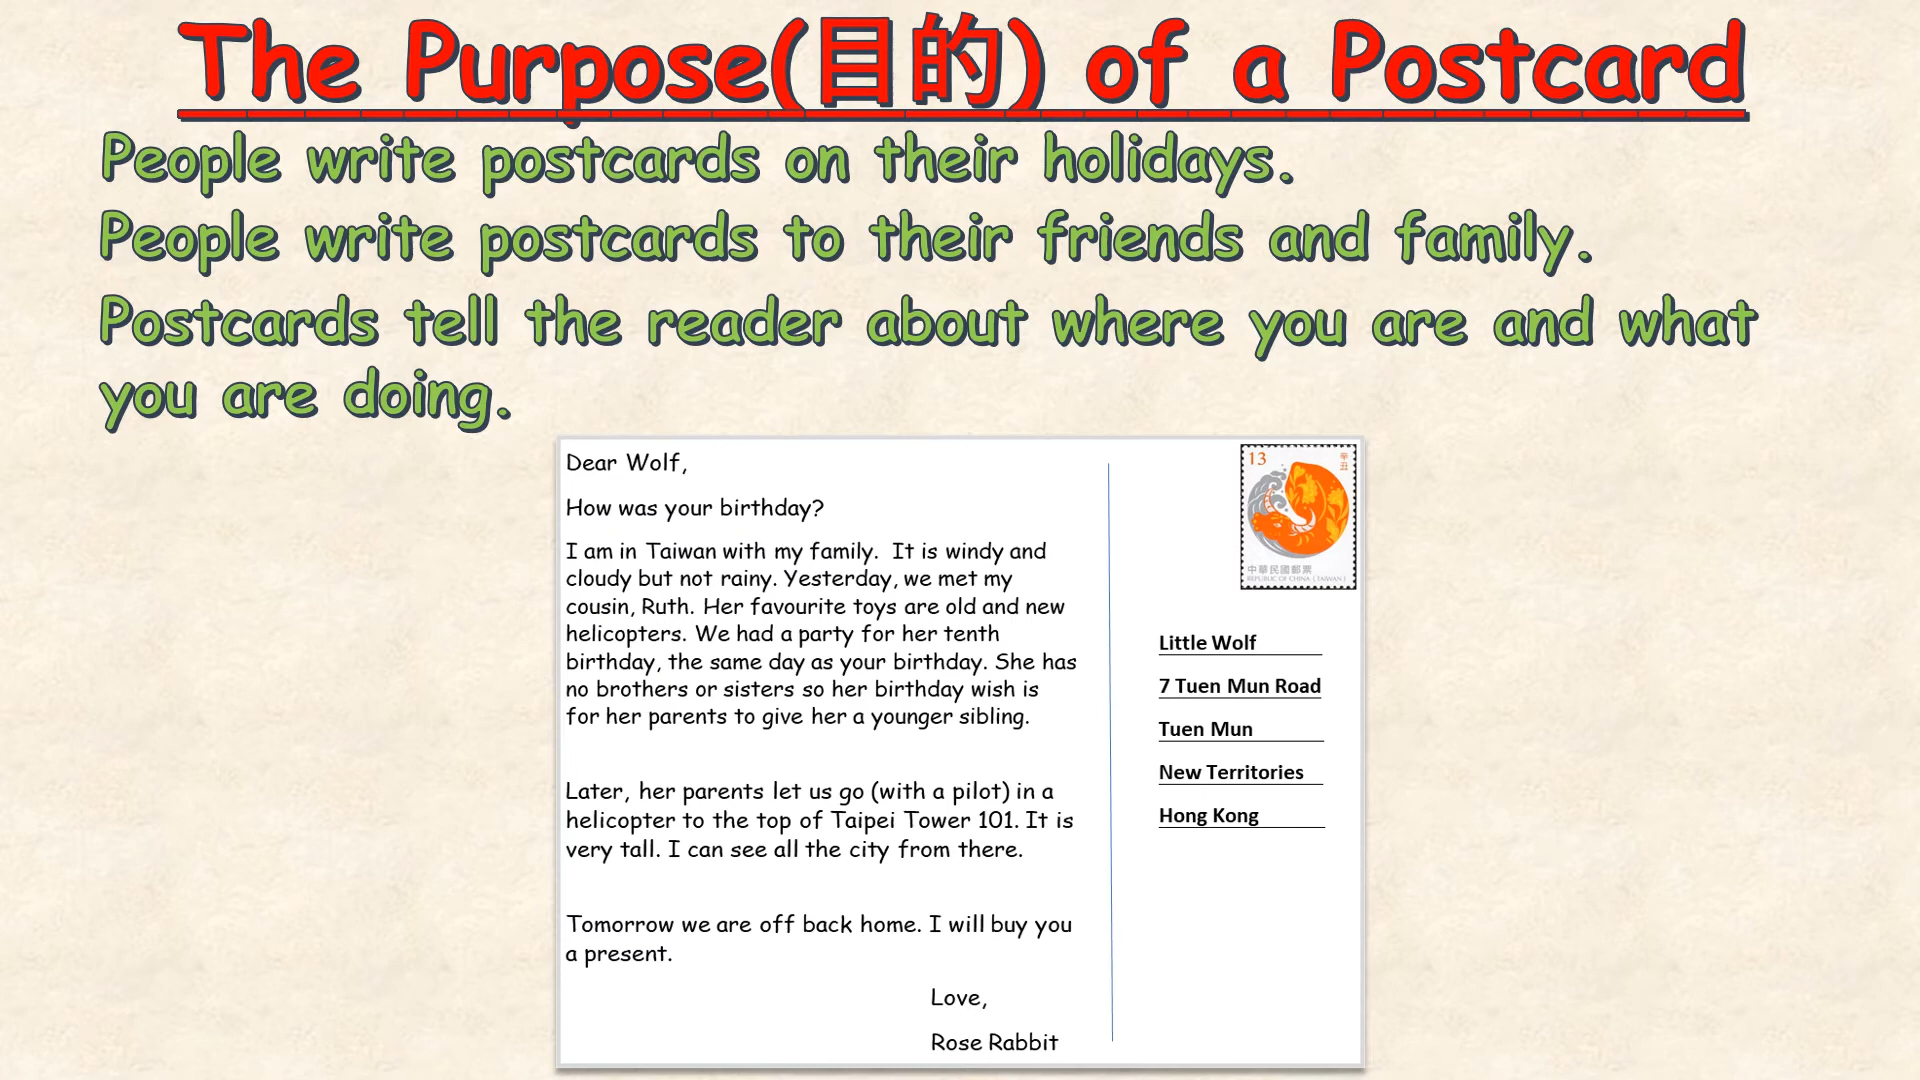 The Purpose(目的) of a Postcard
People write postcards on their holidays.
People write postcards to their friends and family.
Postcards tell the reader about where you are and what
you are doing.
Dear Wolf,
How was your birthday?
I am in Taiwan with my family.  It is windy and
cloudy but not rainy. Yesterday, we met my
cousin, Ruth. Her favourite toys are old and new
helicopters. We had a party for her tenth
birthday, the same day as your birthday. She has
no brothers or sisters so her birthday wish is
for her parents to give her a younger sibling.
Later, her parents let us go (with a pilot) in a
helicopter to the top of Taipei Tower 101. It is
very tall. I can see all the city from there.
Tomorrow we are off back home. I will buy you
a present.
Love,
Rose Rabbit
13
辛丑
中華民國郵票
REPUBLIC OF CHINA (TAIWAN)
Little Wolf
7 Tuen Mun Road
Tuen Mun
New Territories
Hong Kong